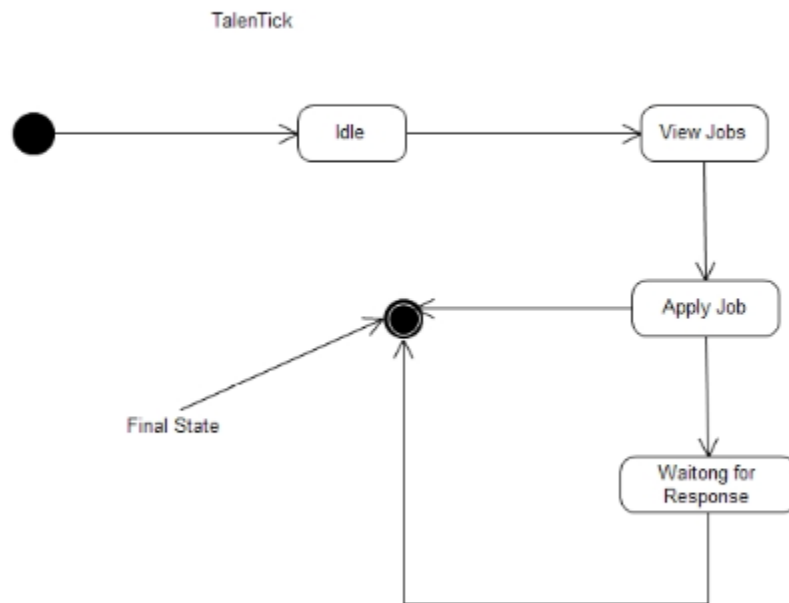 TalenTick
Idle
View Jobs
Apply Job
Final State
Waitong for
Response